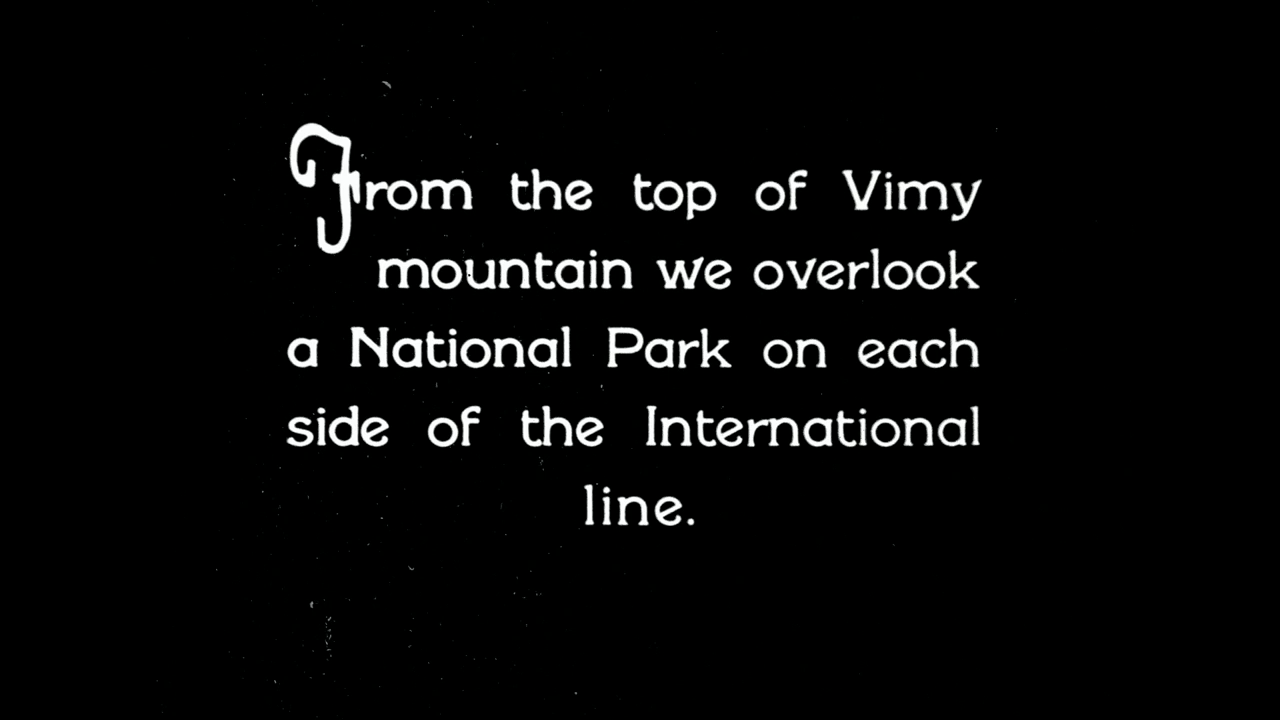 From the top of Vimy
mountain we overlook
a National Park on each
side of the International
line.